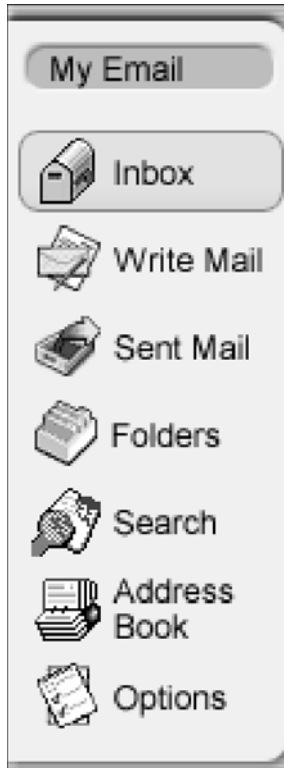 My Email
Inbox
Write Mail
Sent Mail
Folders
Search
Address
Book
Options